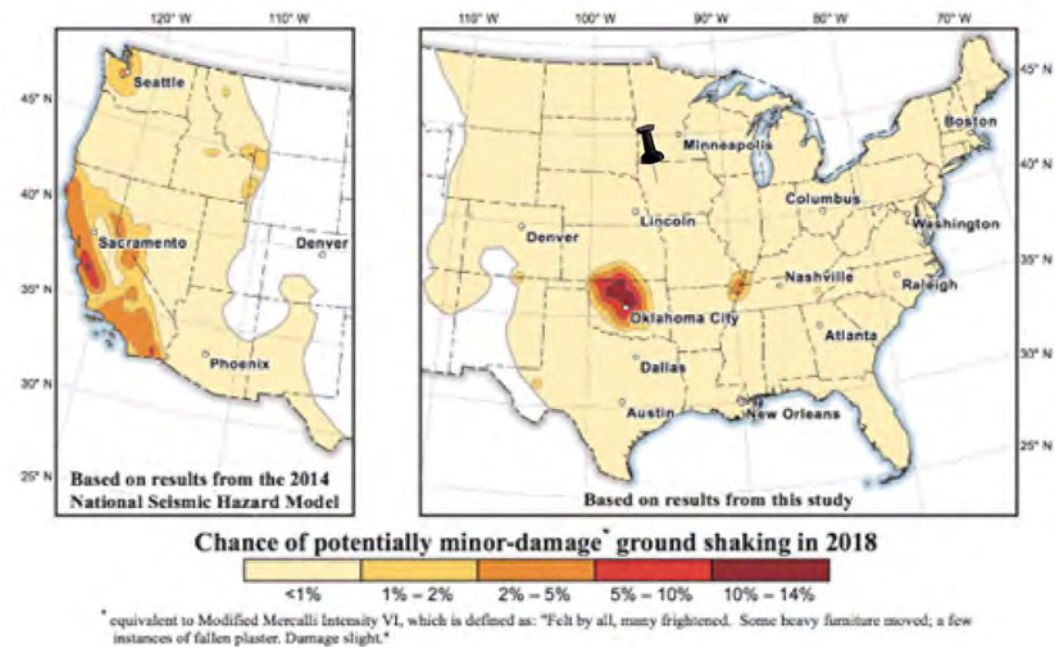 120° W 110° W
110° W 100° W 90° W 80° W 70° W
45° N
40° N
35° N
30° N
25° N
Seattle
Sacramento
Denver
Phoenix
Based on results from the 2014
National Seismic Hazard Model
Minneapolis
Boston
Lincoln
Columbus
Washington
Denver
Nashville
Raleigh
Oklahoma City
Atlanta
Dallas
Austin
New Orleans
45° N
40° N
35° N
30° N
25° N
Based on results from this study
Chance of potentially minor-damage* ground shaking in 2018
<1% 1% – 2% 2% – 5% 5% – 10% 10% – 14%
* equivalent to Modified Mercalli Intensity VI, which is defined as: "Felt by all, many frightened. Some heavy furniture moved; a few
instances of fallen plaster. Damage slight."